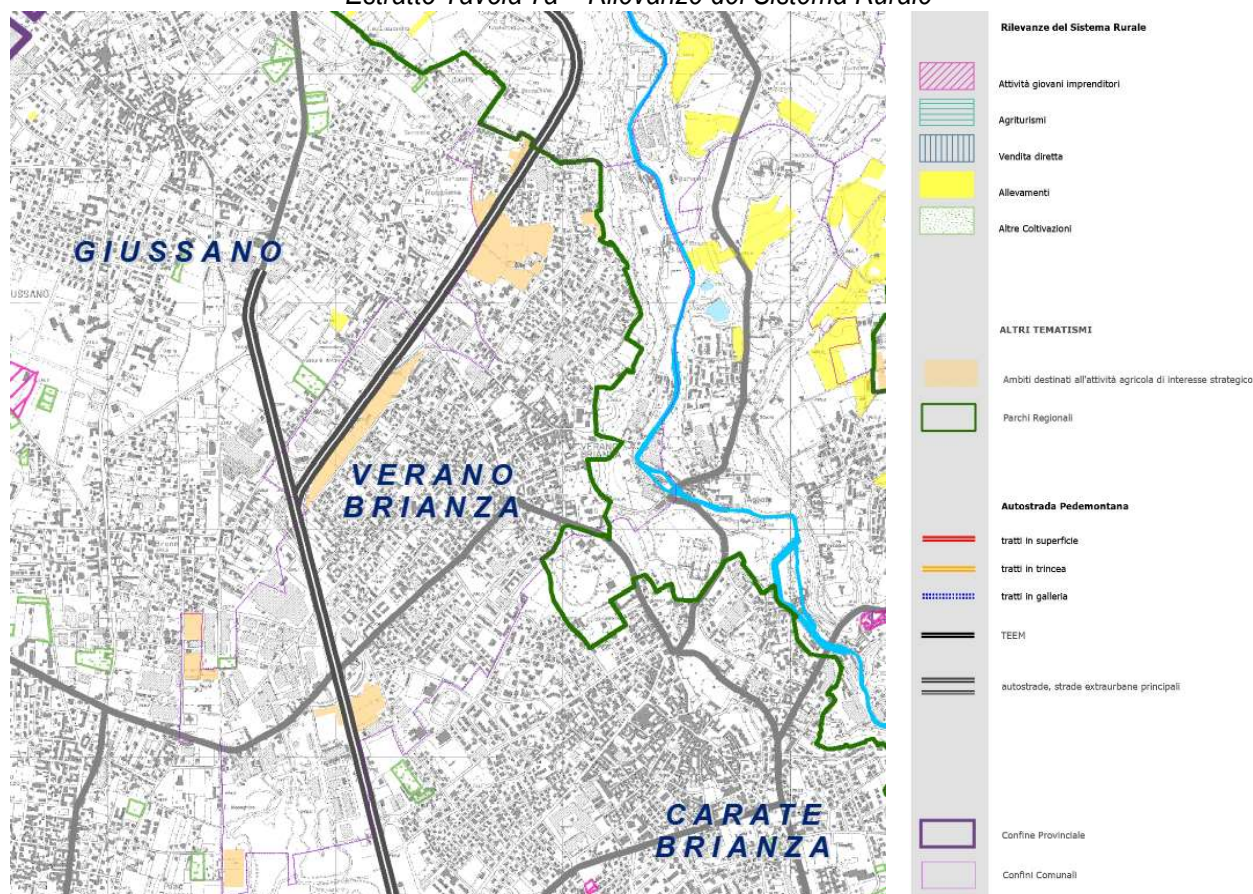 Estratto Tavola 7a – Rilevanze del Sistema Rurale
GIUSSANO
USSANO
VERANO
BRIANZA
CARATE
BRIANZA
Rilevanze del Sistema Rurale
Attività giovani imprenditori
Agriturismi
Vendita diretta
Allevamenti
Altre Coltivazioni
ALTRI TEMATISMI
Ambiti destinati all'attività agricola di interesse strategico
Parchi Regionali
Autostrada Pedemontana
tratti in superficie
tratti in trincea
tratti in galleria
TEEM
autostrade, strade extraurbane principali
Confine Provinciale
Confini Comunali